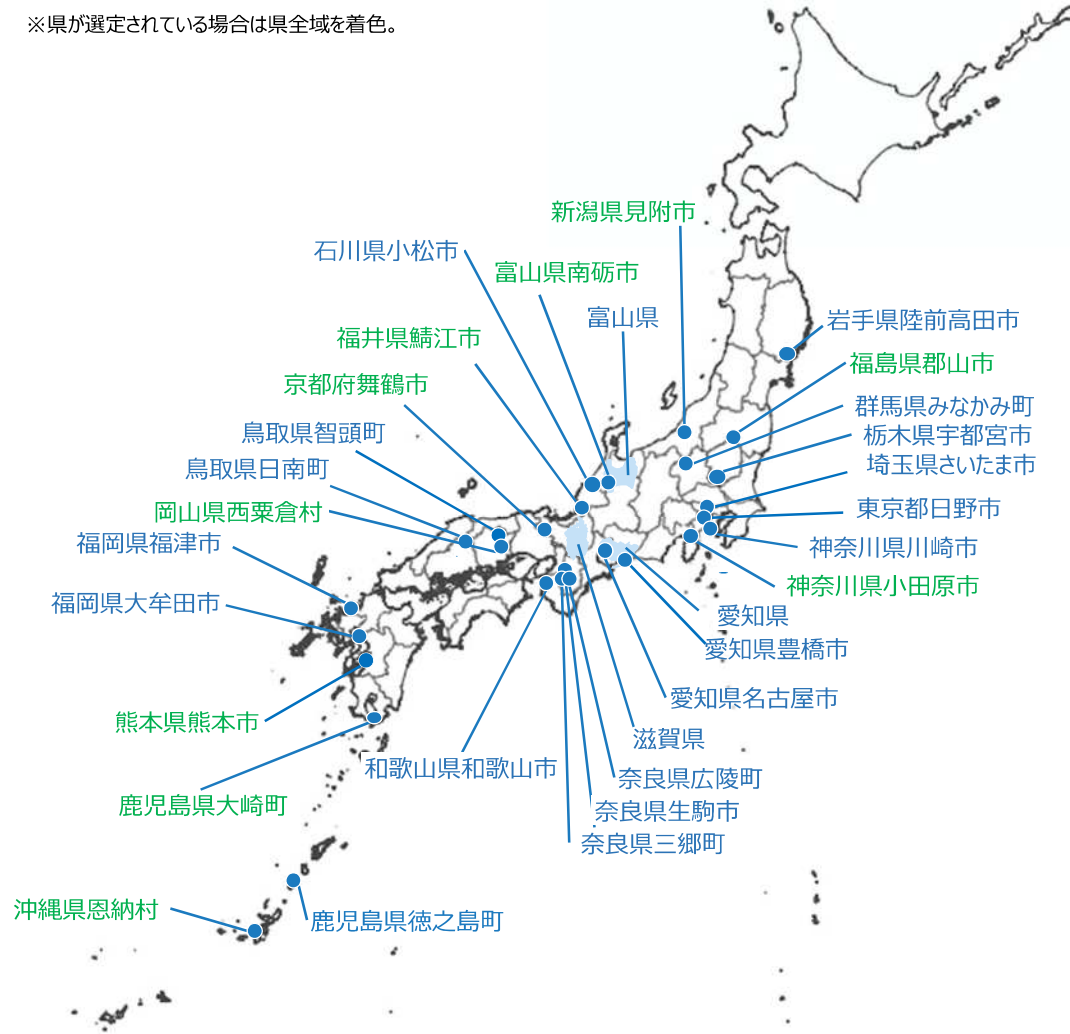 ※県が選定されている場合は県全域を着色。
新潟県見附市
石川県小松市
富山県南砺市
富山県
岩手県陸前高田市
福井県鯖江市
福島県郡山市
京都府舞鶴市
群馬県みなかみ町
鳥取県智頭町
栃木県宇都宮市
鳥取県日南町
埼玉県さいたま市
岡山県西粟倉村
東京都日野市
福岡県福津市
神奈川県川崎市
神奈川県小田原市
福岡県大牟田市
愛知県
愛知県豊橋市
愛知県名古屋市
熊本県熊本市
滋賀県
和歌山県和歌山市
奈良県広陵町
鹿児島県大崎町
奈良県生駒市
奈良県三郷町
沖縄県恩納村
鹿児島県徳之島町